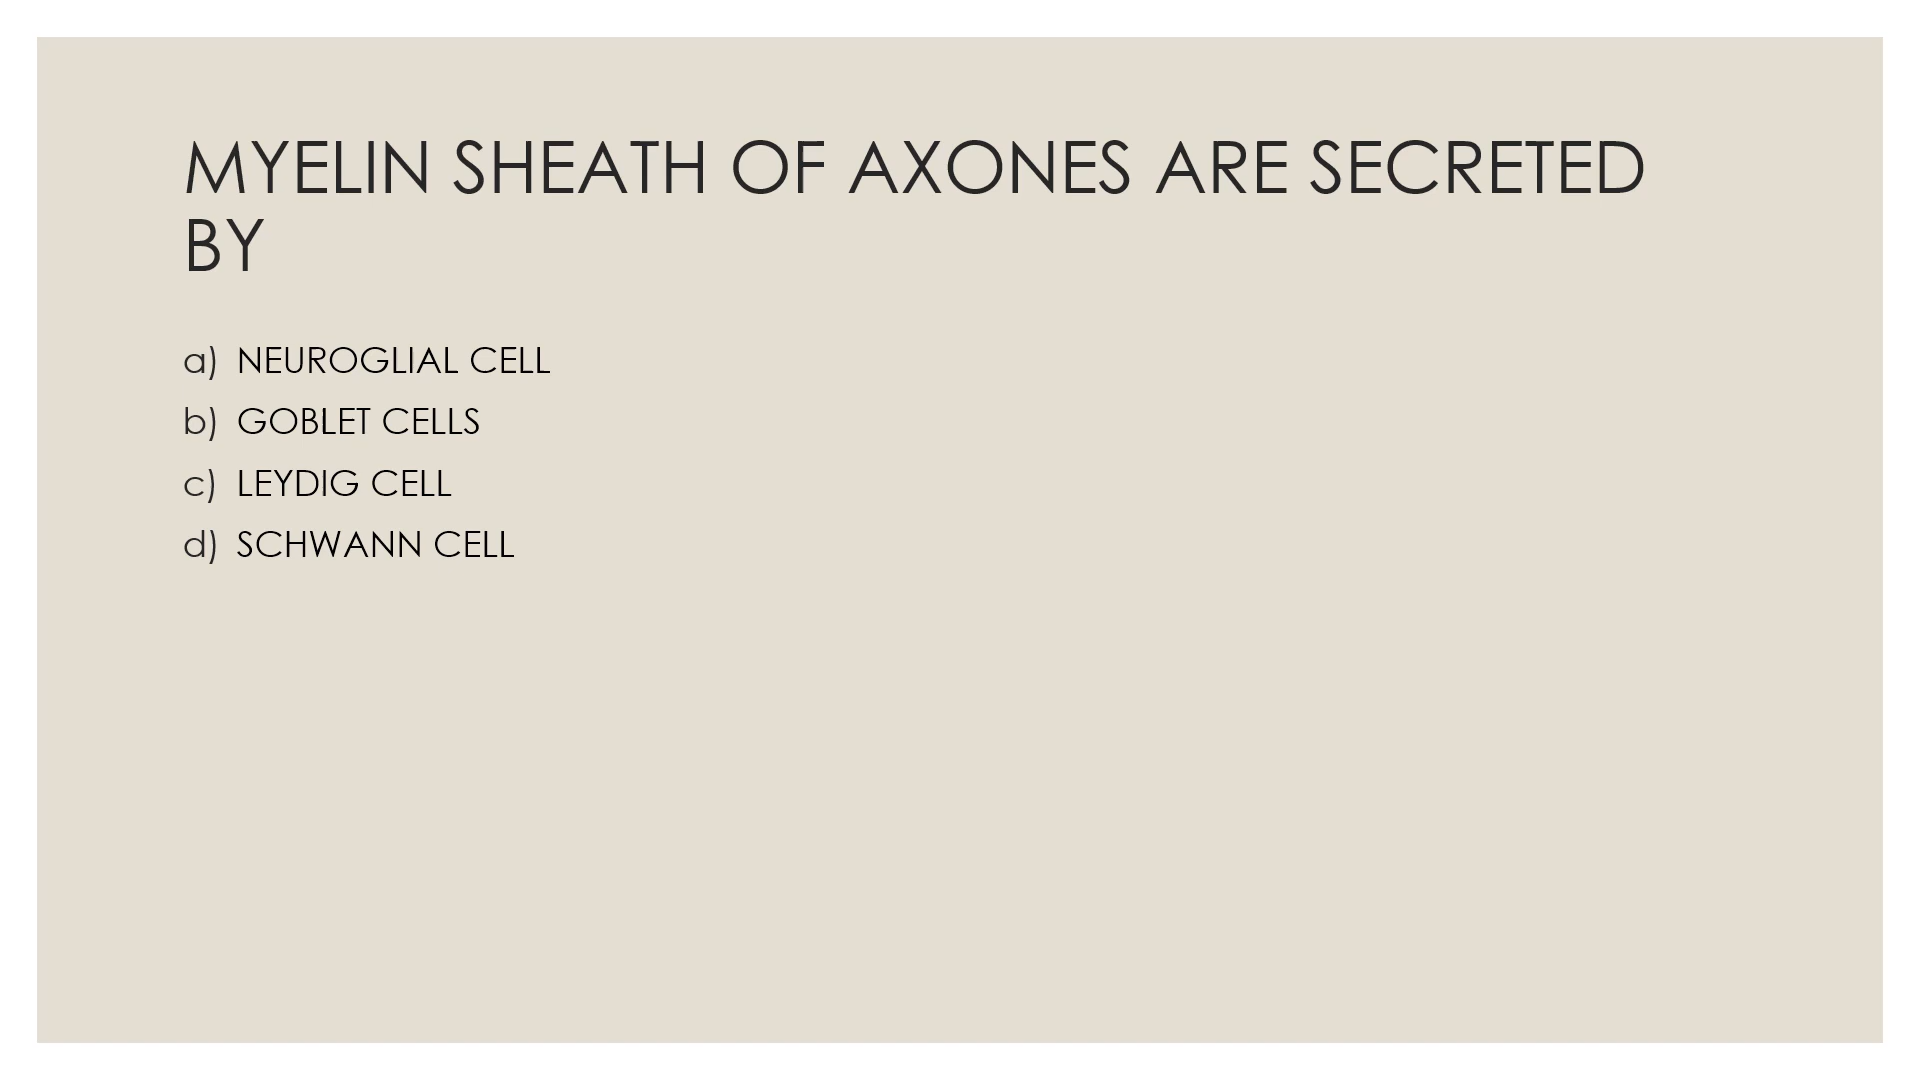 MYELIN SHEATH OF AXONES ARE SECRETED
BY
a) NEUROGLIAL CELL
b) GOBLET CELLS
c) LEYDIG CELL
d) SCHWANN CELL